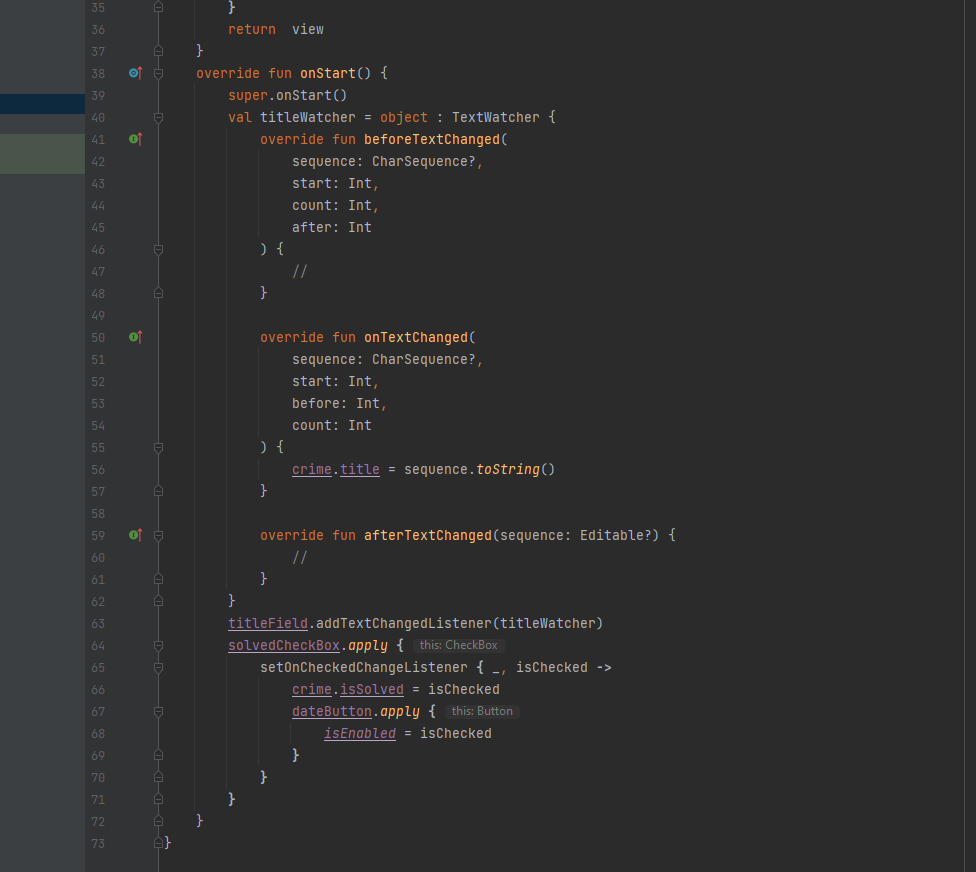 35 }
36 return  view
37 }
38 override fun onStart() {
39 super.onStart()
40 val titleWatcher = object : TextWatcher {
41 override fun beforeTextChanged(
42 sequence: CharSequence?,
43 start: Int,
44 count: Int,
45 after: Int
46 ) {
47 //
48 }
49
50 override fun onTextChanged(
51 sequence: CharSequence?,
52 start: Int,
53 before: Int,
54 count: Int
55 ) {
56 crime.title = sequence.toString()
57 }
58
59 override fun afterTextChanged(sequence: Editable?) {
60 //
61 }
62 }
63 titleField.addTextChangedListener(titleWatcher)
64 solvedCheckBox.apply { this: CheckBox
65 setOnCheckedChangeListener { _, isChecked ->
66 crime.isSolved = isChecked
67 dateButton.apply { this: Button
68 isEnabled = isChecked
69 }
70 }
71 }
72 }
73 }